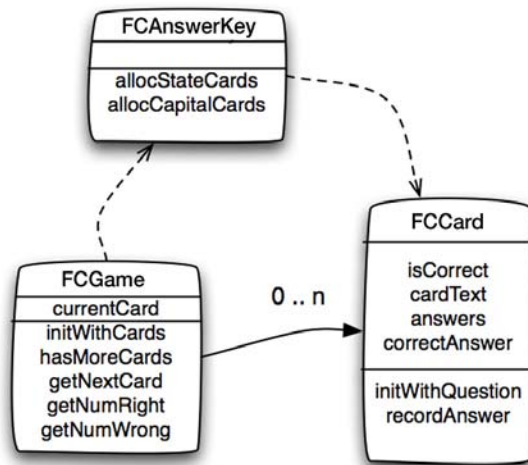 FCAnswerKey
allocStateCards
allocCapitalCards
FCGame
currentCard
initWithCards
hasMoreCards
getNextCard
getNumRight
getNumWrong
0 .. n
FCCard
isCorrect
cardText
answers
correctAnswer
initWithQuestion
recordAnswer